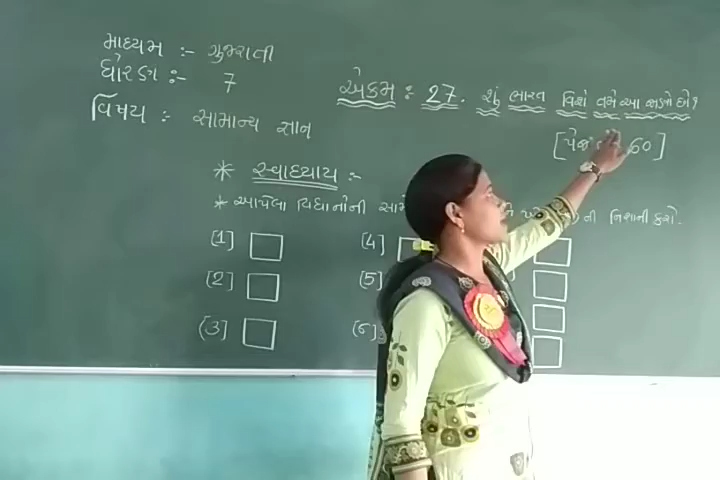 માધ્યમ :- ગુજરાતી
ધોરણ :- 7
વિષય : સામાન્ય જ્ઞાન
એકમ : 27. શું ભારત વિશે તમે આ જાણો છો ?
[પેજ 60]
* સ્વાધ્યાય :-
* આપેલા વિધાનોની ની નિશાની કરો.
[1] [4]
[2] [5]
[3] [6]